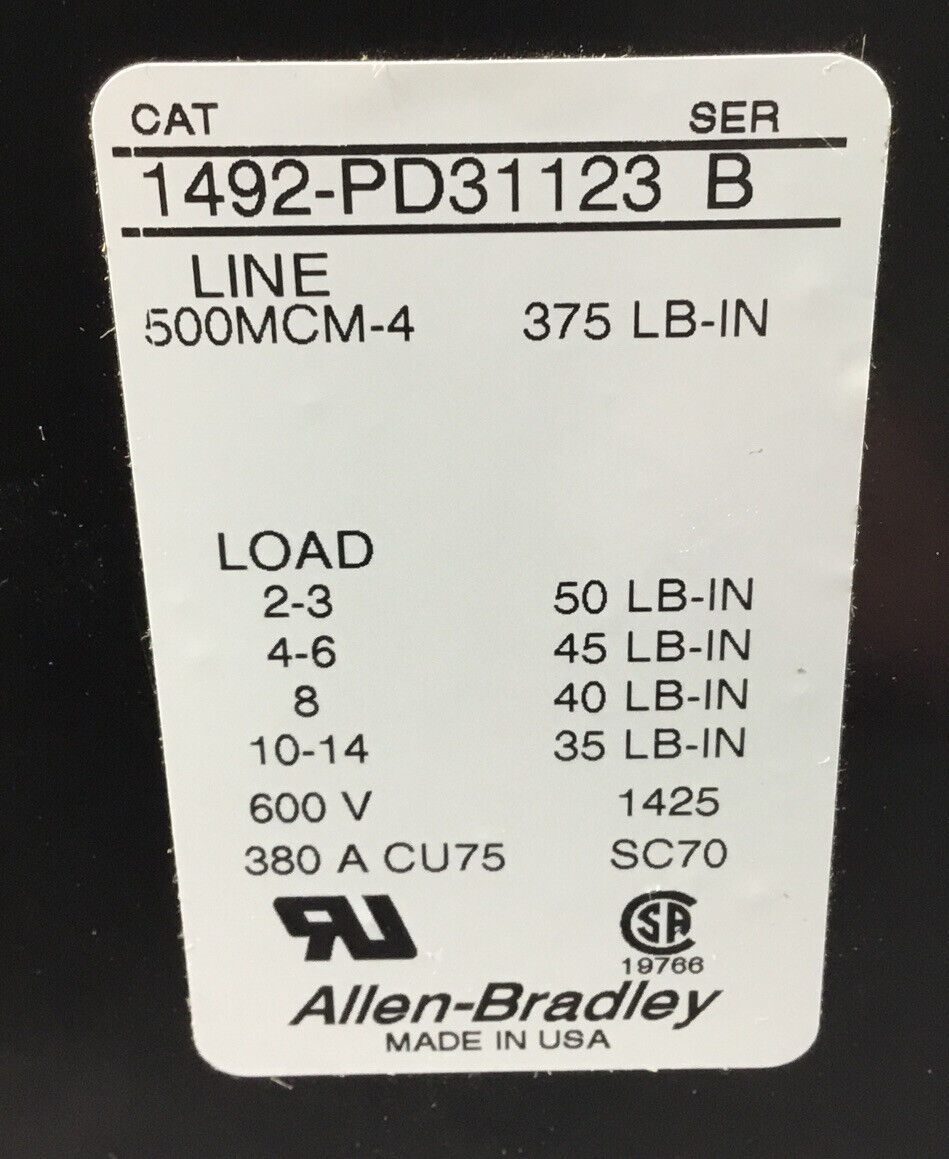 CAT SER
1492-PD31123 B
LINE
500MCM-4 375 LB-IN
LOAD
2-3 50 LB-IN
4-6 45 LB-IN
8 40 LB-IN
10-14 35 LB-IN
600 V 1425
380 A CU75 SC70
RU SA
19766
Allen-Bradley
MADE IN USA